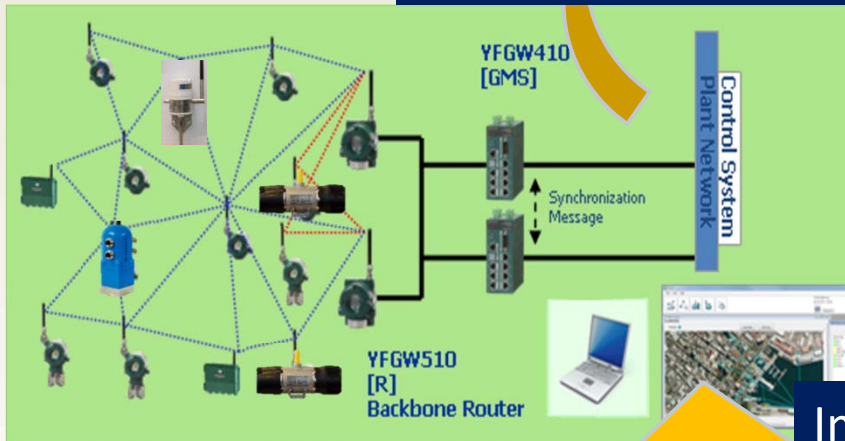 YFGW410
[GMS]
Control System
Plant Network
Synchronization
Message
YFGW510
[R]
Backbone Router